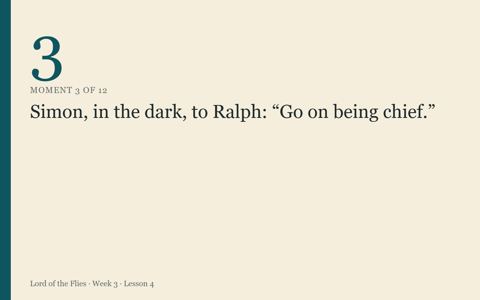 3
MOMENT 3 OF 12
Simon, in the dark, to Ralph: “Go on being chief.”
Lord of the Flies · Week 3 · Lesson 4